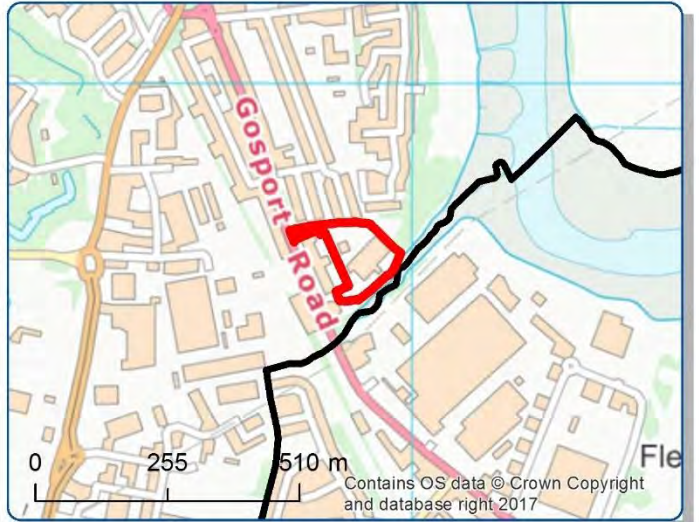 Gosport Road
Fle
0 255 510 m
Contains OS data © Crown Copyright
and database right 2017